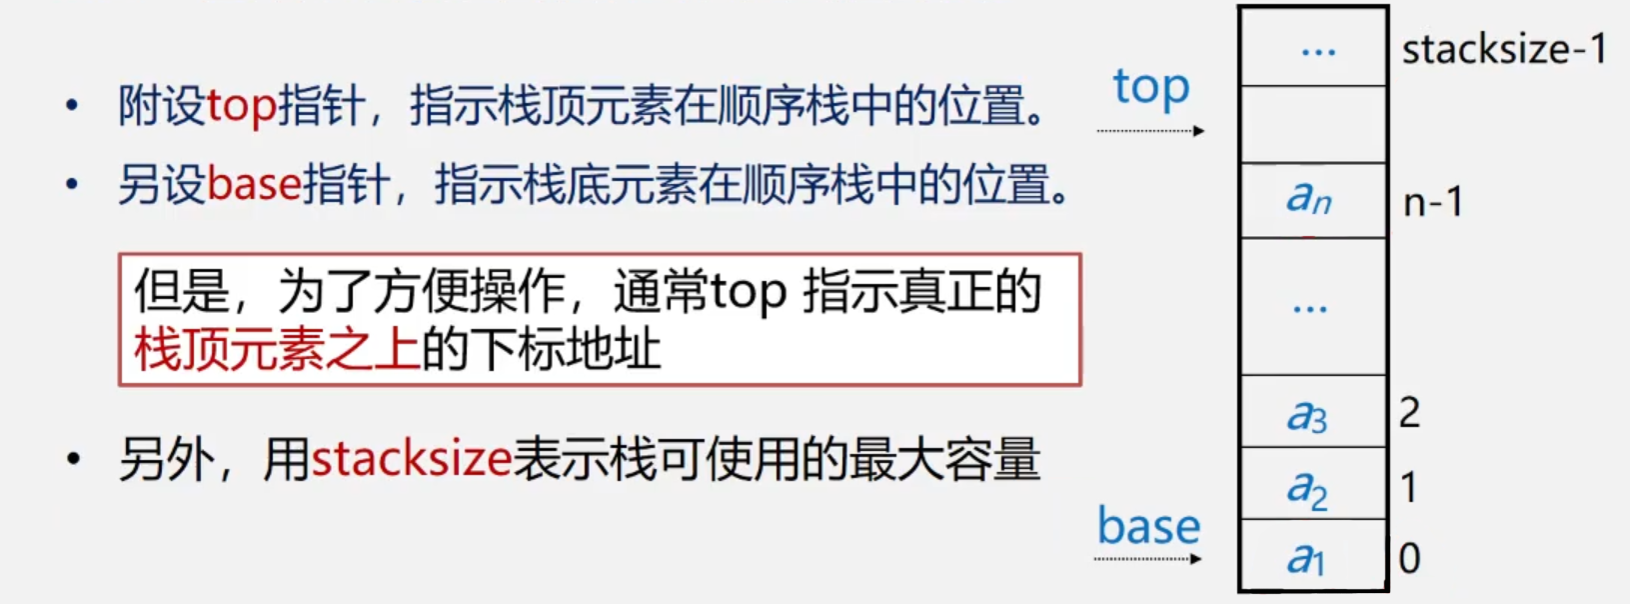 • 附设top指针，指示栈顶元素在顺序栈中的位置。
• 另设base指针，指示栈底元素在顺序栈中的位置。
但是，为了方便操作，通常top 指示真正的
栈顶元素之上的下标地址
• 另外，用stacksize表示栈可使用的最大容量
top
base
... stacksize-1
aₙ n-1
...
a₃ 2
a₂ 1
a₁ 0